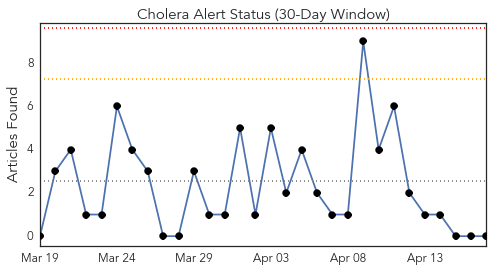 Cholera Alert Status (30-Day Window)
Articles Found
8
6
4
2
0
Mar 19 Mar 24 Mar 29 Apr 03 Apr 08 Apr 13